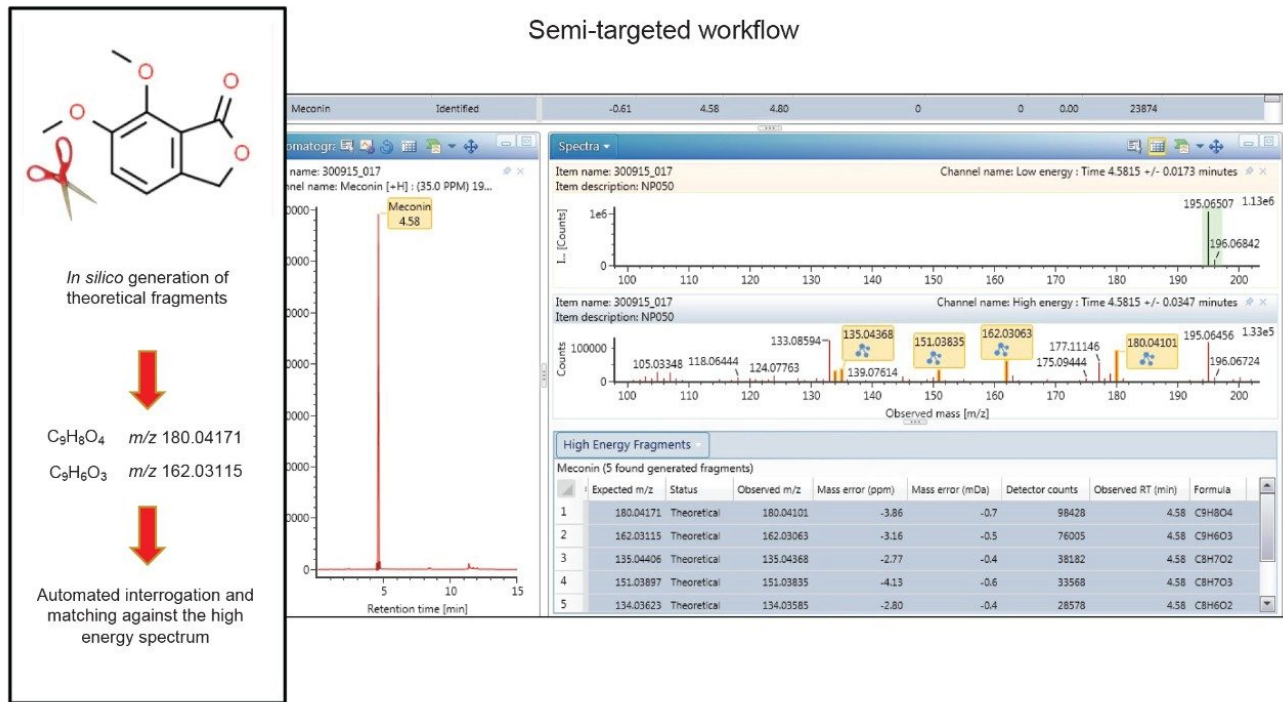 Semi-targeted workflow
O
O
O
O
In silico generation of
theoretical fragments
C₉H₈O₄ m/z 180.04171
C₉H₆O₃ m/z 162.03115
Automated interrogation and
matching against the high
energy spectrum
Meconin Identified -0.61 4.58 4.80 0 0 0.00 23874
omatogra
name: 300915_017
nel name: Meconin [+H] : (35.0 PPM) 19...
Meconin
4.58
0000-
0000-
0000-
0000-
0000-
0000-
0000-
0-
5 10 15
Retention time [min]
Spectra
Item name: 300915_017 Channel name: Low energy : Time 4.5815 +/- 0.0173 minutes
Item description: NP050
I... [Counts]
1e6
0
195.06507 1.13e6
196.06842
100 110 120 130 140 150 160 170 180 190 200
Item name: 300915_017 Channel name: High energy : Time 4.5815 +/- 0.0347 minutes
Item description: NP050
Counts
100000
0
105.03348 118.06444 124.07763 133.08594 135.04368 139.07614 151.03835 162.03063 175.09444 177.11146 180.04101 195.06456 1.33e5
196.06724
100 110 120 130 140 150 160 170 180 190 200
Observed mass [m/z]
High Energy Fragments
Meconin (5 found generated fragments)
Expected m/z Status Observed m/z Mass error (ppm) Mass error (mDa) Detector counts Observed RT (min) Formula
1 180.04171 Theoretical 180.04101 -3.86 -0.7 98428 4.58 C9H8O4
2 162.03115 Theoretical 162.03063 -3.16 -0.5 76005 4.58 C9H6O3
3 135.04406 Theoretical 135.04368 -2.77 -0.4 38182 4.58 C8H7O2
4 151.03897 Theoretical 151.03835 -4.13 -0.6 33568 4.58 C8H7O3
5 134.03623 Theoretical 134.03585 -2.80 -0.4 28578 4.58 C8H6O2